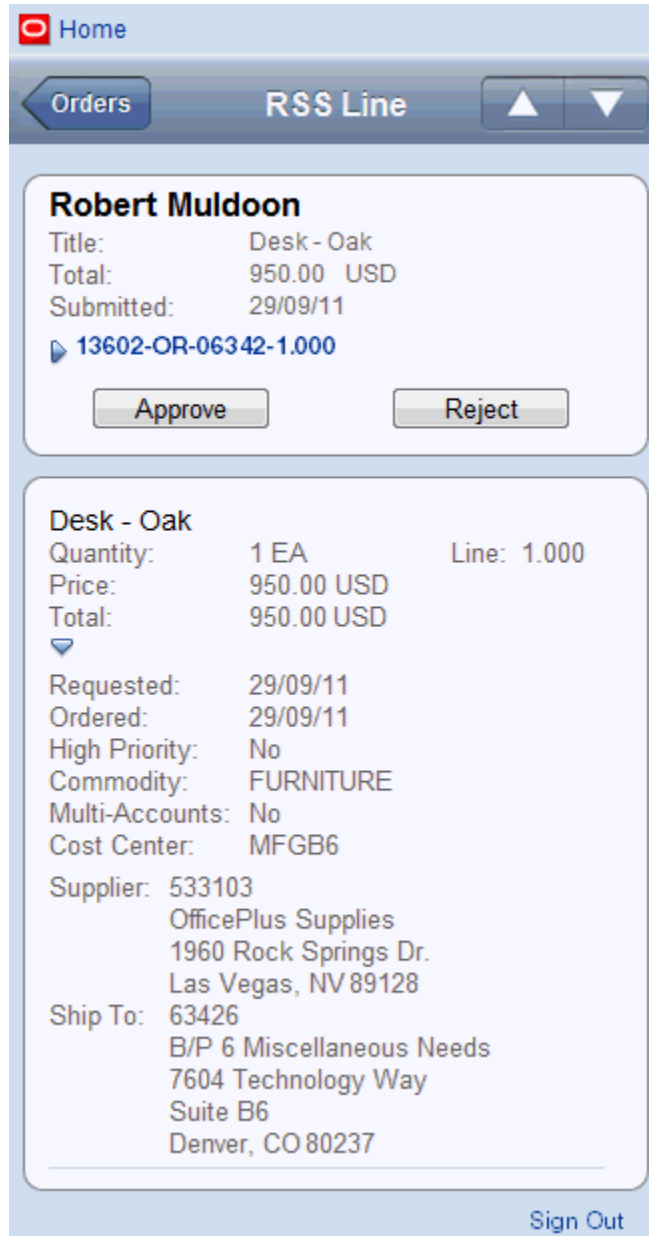 Home
Orders RSS Line
Robert Muldoon
Title: Desk - Oak
Total: 950.00 USD
Submitted: 29/09/11
13602-OR-06342-1.000
Approve Reject
Desk - Oak
Quantity: 1 EA Line: 1.000
Price: 950.00 USD
Total: 950.00 USD
Requested: 29/09/11
Ordered: 29/09/11
High Priority: No
Commodity: FURNITURE
Multi-Accounts: No
Cost Center: MFGB6
Supplier: 533103
OfficePlus Supplies
1960 Rock Springs Dr.
Las Vegas, NV 89128
Ship To: 63426
B/P 6 Miscellaneous Needs
7604 Technology Way
Suite B6
Denver, CO 80237
Sign Out